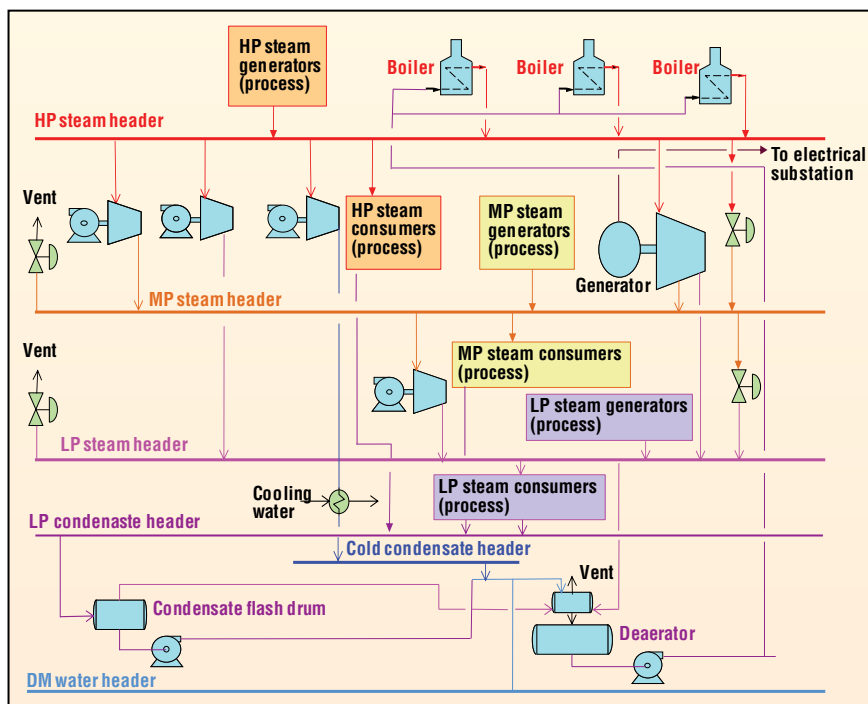 HP steam
generators
(process)
Boiler
Boiler
Boiler
HP steam header
To electrical
substation
Vent
HP steam
consumers
(process)
MP steam
generators
(process)
Generator
MP steam header
Vent
MP steam consumers
(process)
LP steam generators
(process)
LP steam header
Cooling
water
LP steam consumers
(process)
LP condenaste header
Cold condensate header
Vent
Condensate flash drum
Deaerator
DM water header